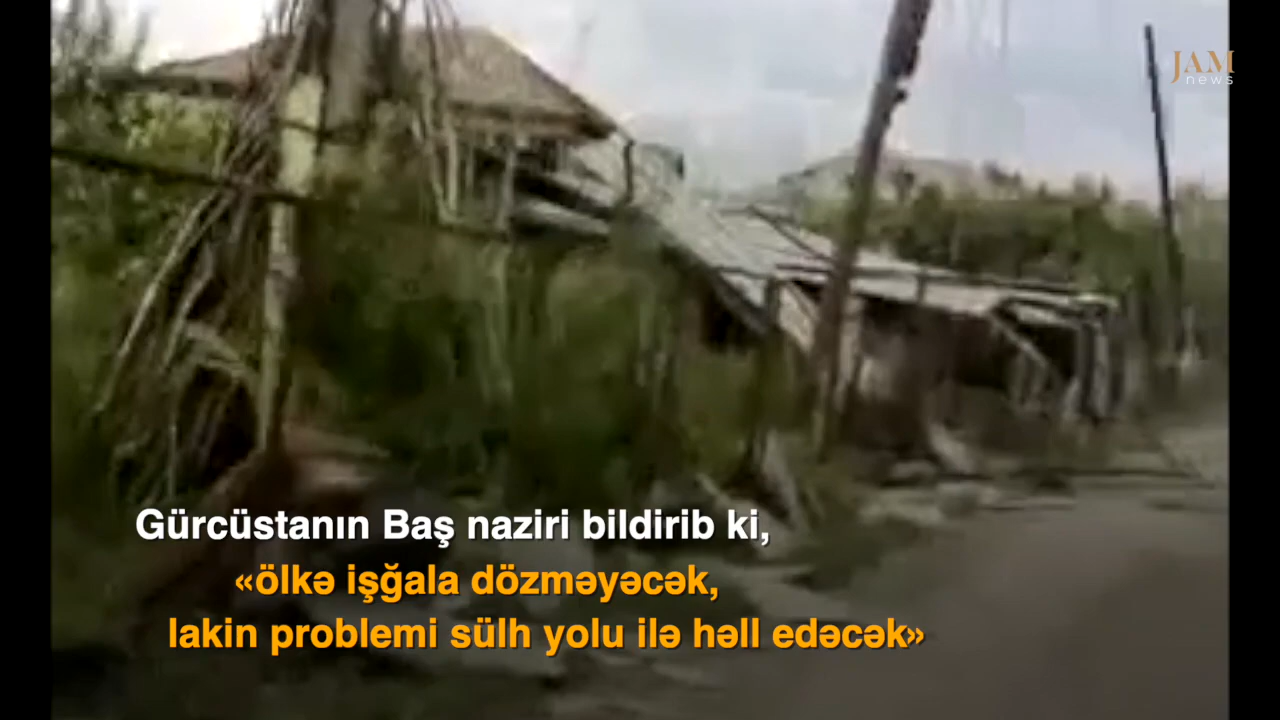 JAM
news
Gürcüstanın Baş naziri bildirib ki,
«ölkə işğala dözməyəcək,
lakin problemi sülh yolu ilə həll edəcək»